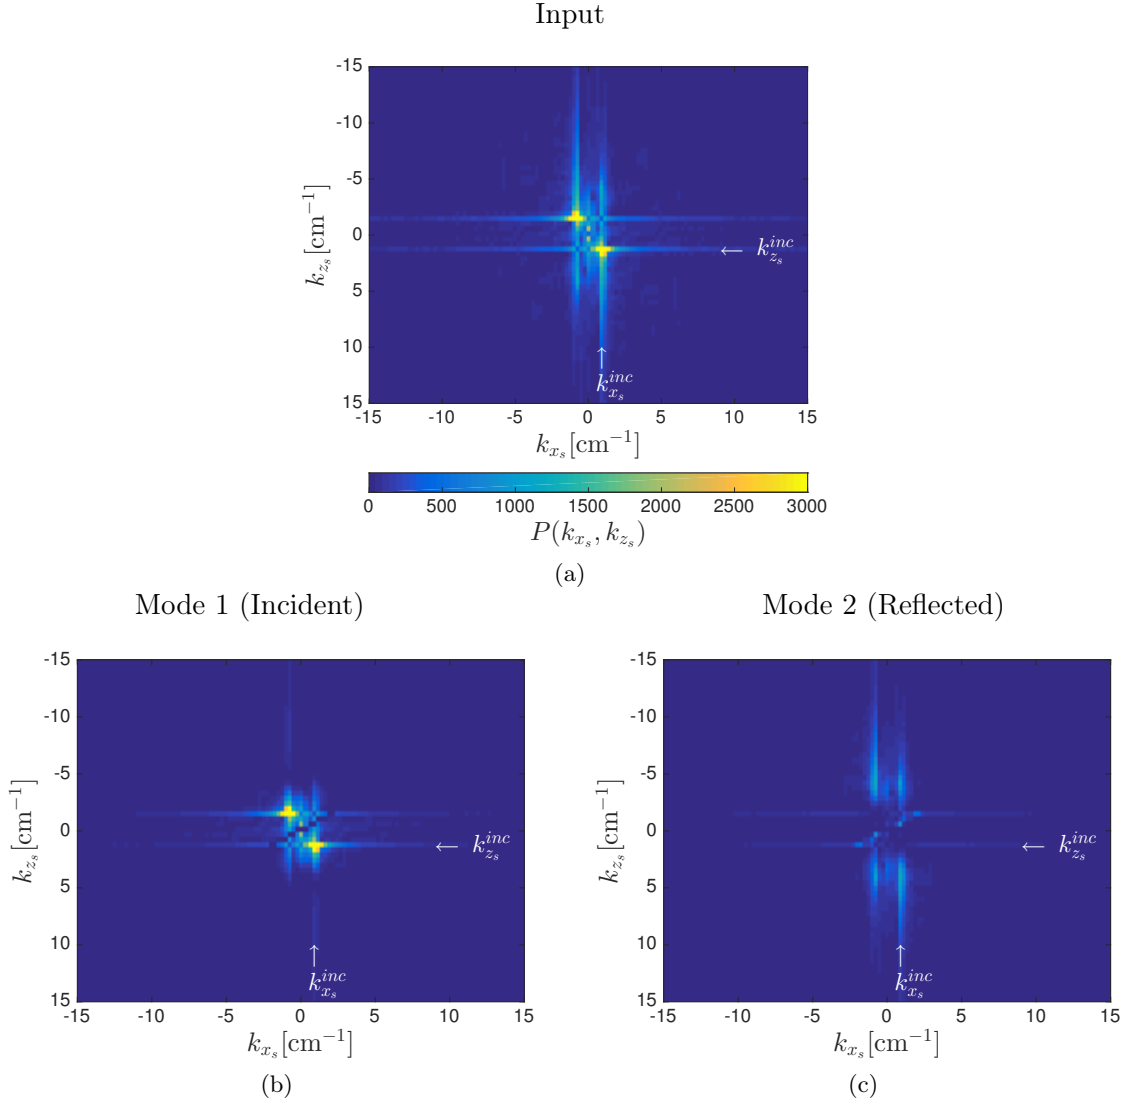 Input
-15
-10
-5
0
5
10
15
k_{z_s}[cm⁻¹]
← k_{z_s}^{inc}
↑
k_{x_s}^{inc}
-15 -10 -5 0 5 10 15
k_{x_s}[cm⁻¹]
0 500 1000 1500 2000 2500 3000
P(k_{x_s}, k_{z_s})
(a)
Mode 1 (Incident)
-15
-10
-5
0
5
10
15
k_{z_s}[cm⁻¹]
← k_{z_s}^{inc}
↑
k_{x_s}^{inc}
-15 -10 -5 0 5 10 15
k_{x_s}[cm⁻¹]
(b)
Mode 2 (Reflected)
-15
-10
-5
0
5
10
15
k_{z_s}[cm⁻¹]
← k_{z_s}^{inc}
↑
k_{x_s}^{inc}
-15 -10 -5 0 5 10 15
k_{x_s}[cm⁻¹]
(c)